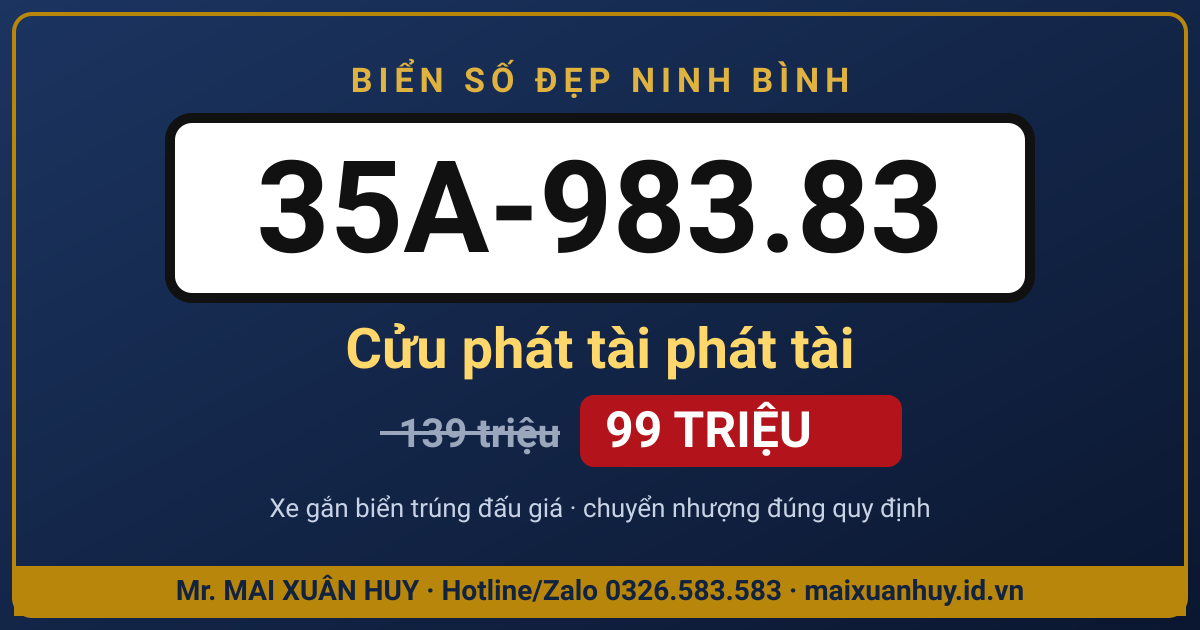 BIỂN SỐ ĐẸP NINH BÌNH
35A-983.83
Cửu phát tài phát tài
139 triệu 99 TRIỆU
Xe gắn biển trúng đấu giá · chuyển nhượng đúng quy định
Mr. MAI XUÂN HUY · Hotline/Zalo 0326.583.583 · maixuanhuy.id.vn